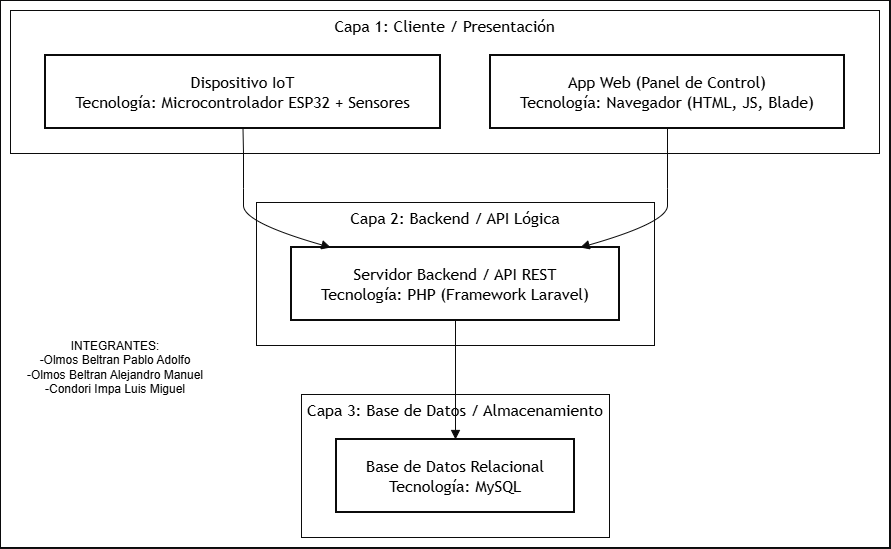 Capa 1: Cliente / Presentación
Dispositivo IoT
Tecnología: Microcontrolador ESP32 + Sensores
App Web (Panel de Control)
Tecnología: Navegador (HTML, JS, Blade)
Capa 2: Backend / API Lógica
Servidor Backend / API REST
Tecnología: PHP (Framework Laravel)
INTEGRANTES:
-Olmos Beltran Pablo Adolfo
-Olmos Beltran Alejandro Manuel
-Condori Impa Luis Miguel
Capa 3: Base de Datos / Almacenamiento
Base de Datos Relacional
Tecnología: MySQL